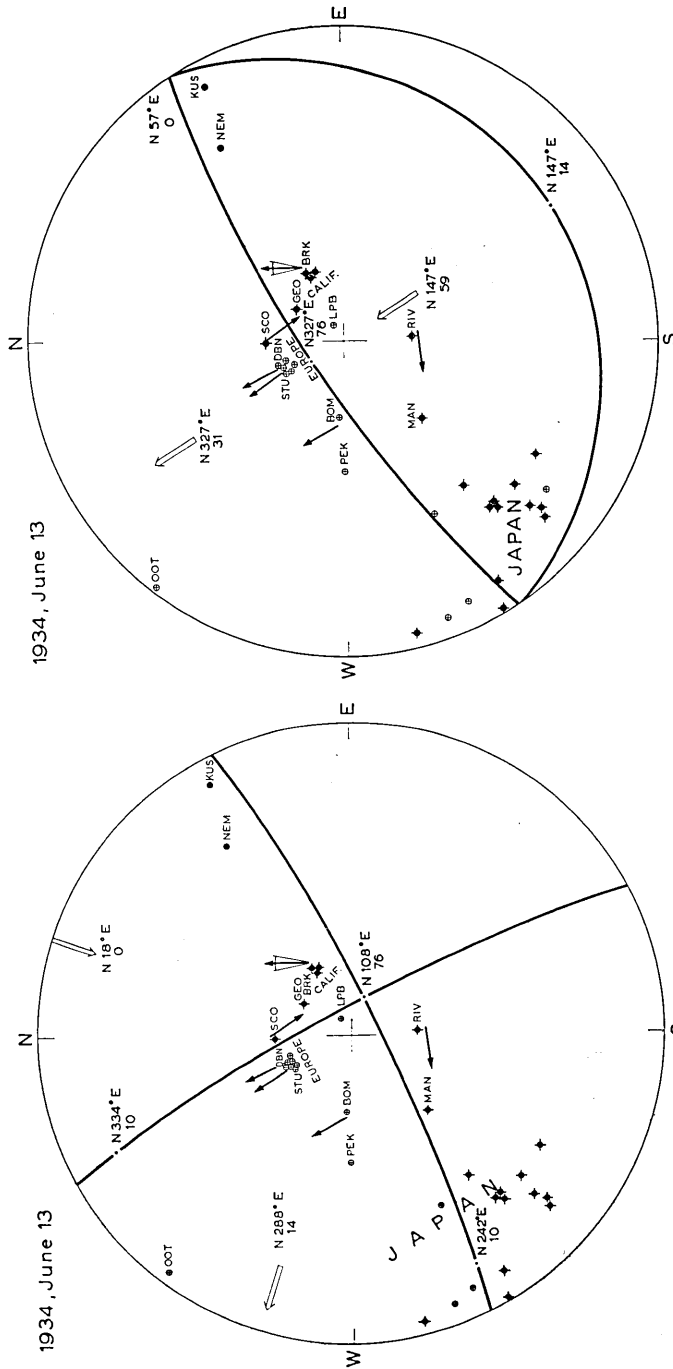 1934, June 13
N
N 18°E
0
N 334°E
10
OOT
KUS
NEM
SCO
GEO
BRK
CALIF.
DBN
STU
EUROPE
LPB
N 288°E
14
BOM
PEK
W
E
N 108°E
76
RIV
MAN
JAPAN
N 242°E
10
S
1934, June 13
N
N 57°E
0
KUS
NEM
OOT
N 327°E
31
SCO
GEO
BRK
CALIF.
DBN
STU
EUROPE
N 327°E
76
LPB
BOM
PEK
W
E
N 147°E
59
RIV
MAN
N 147°E
14
JAPAN
S